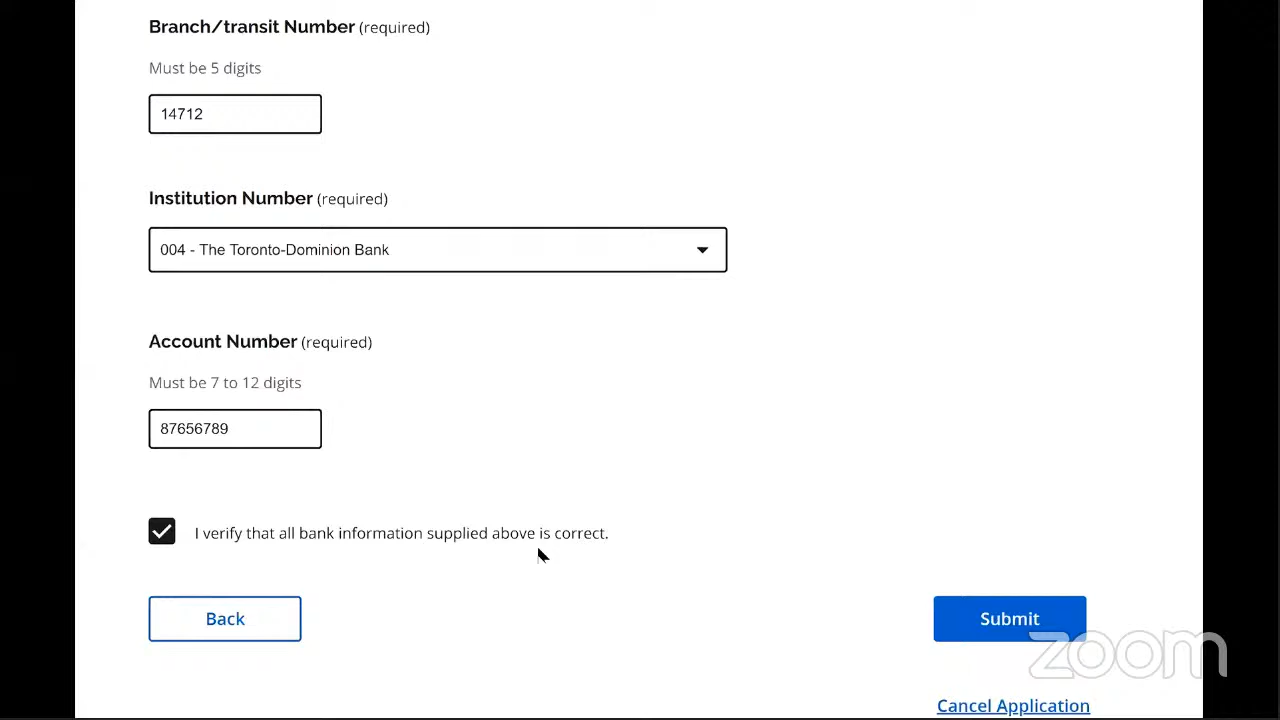 Branch/transit Number (required)
Must be 5 digits
14712
Institution Number (required)
004 - The Toronto-Dominion Bank
Account Number (required)
Must be 7 to 12 digits
87656789
I verify that all bank information supplied above is correct.
Back
Submit
zoom
Cancel Application